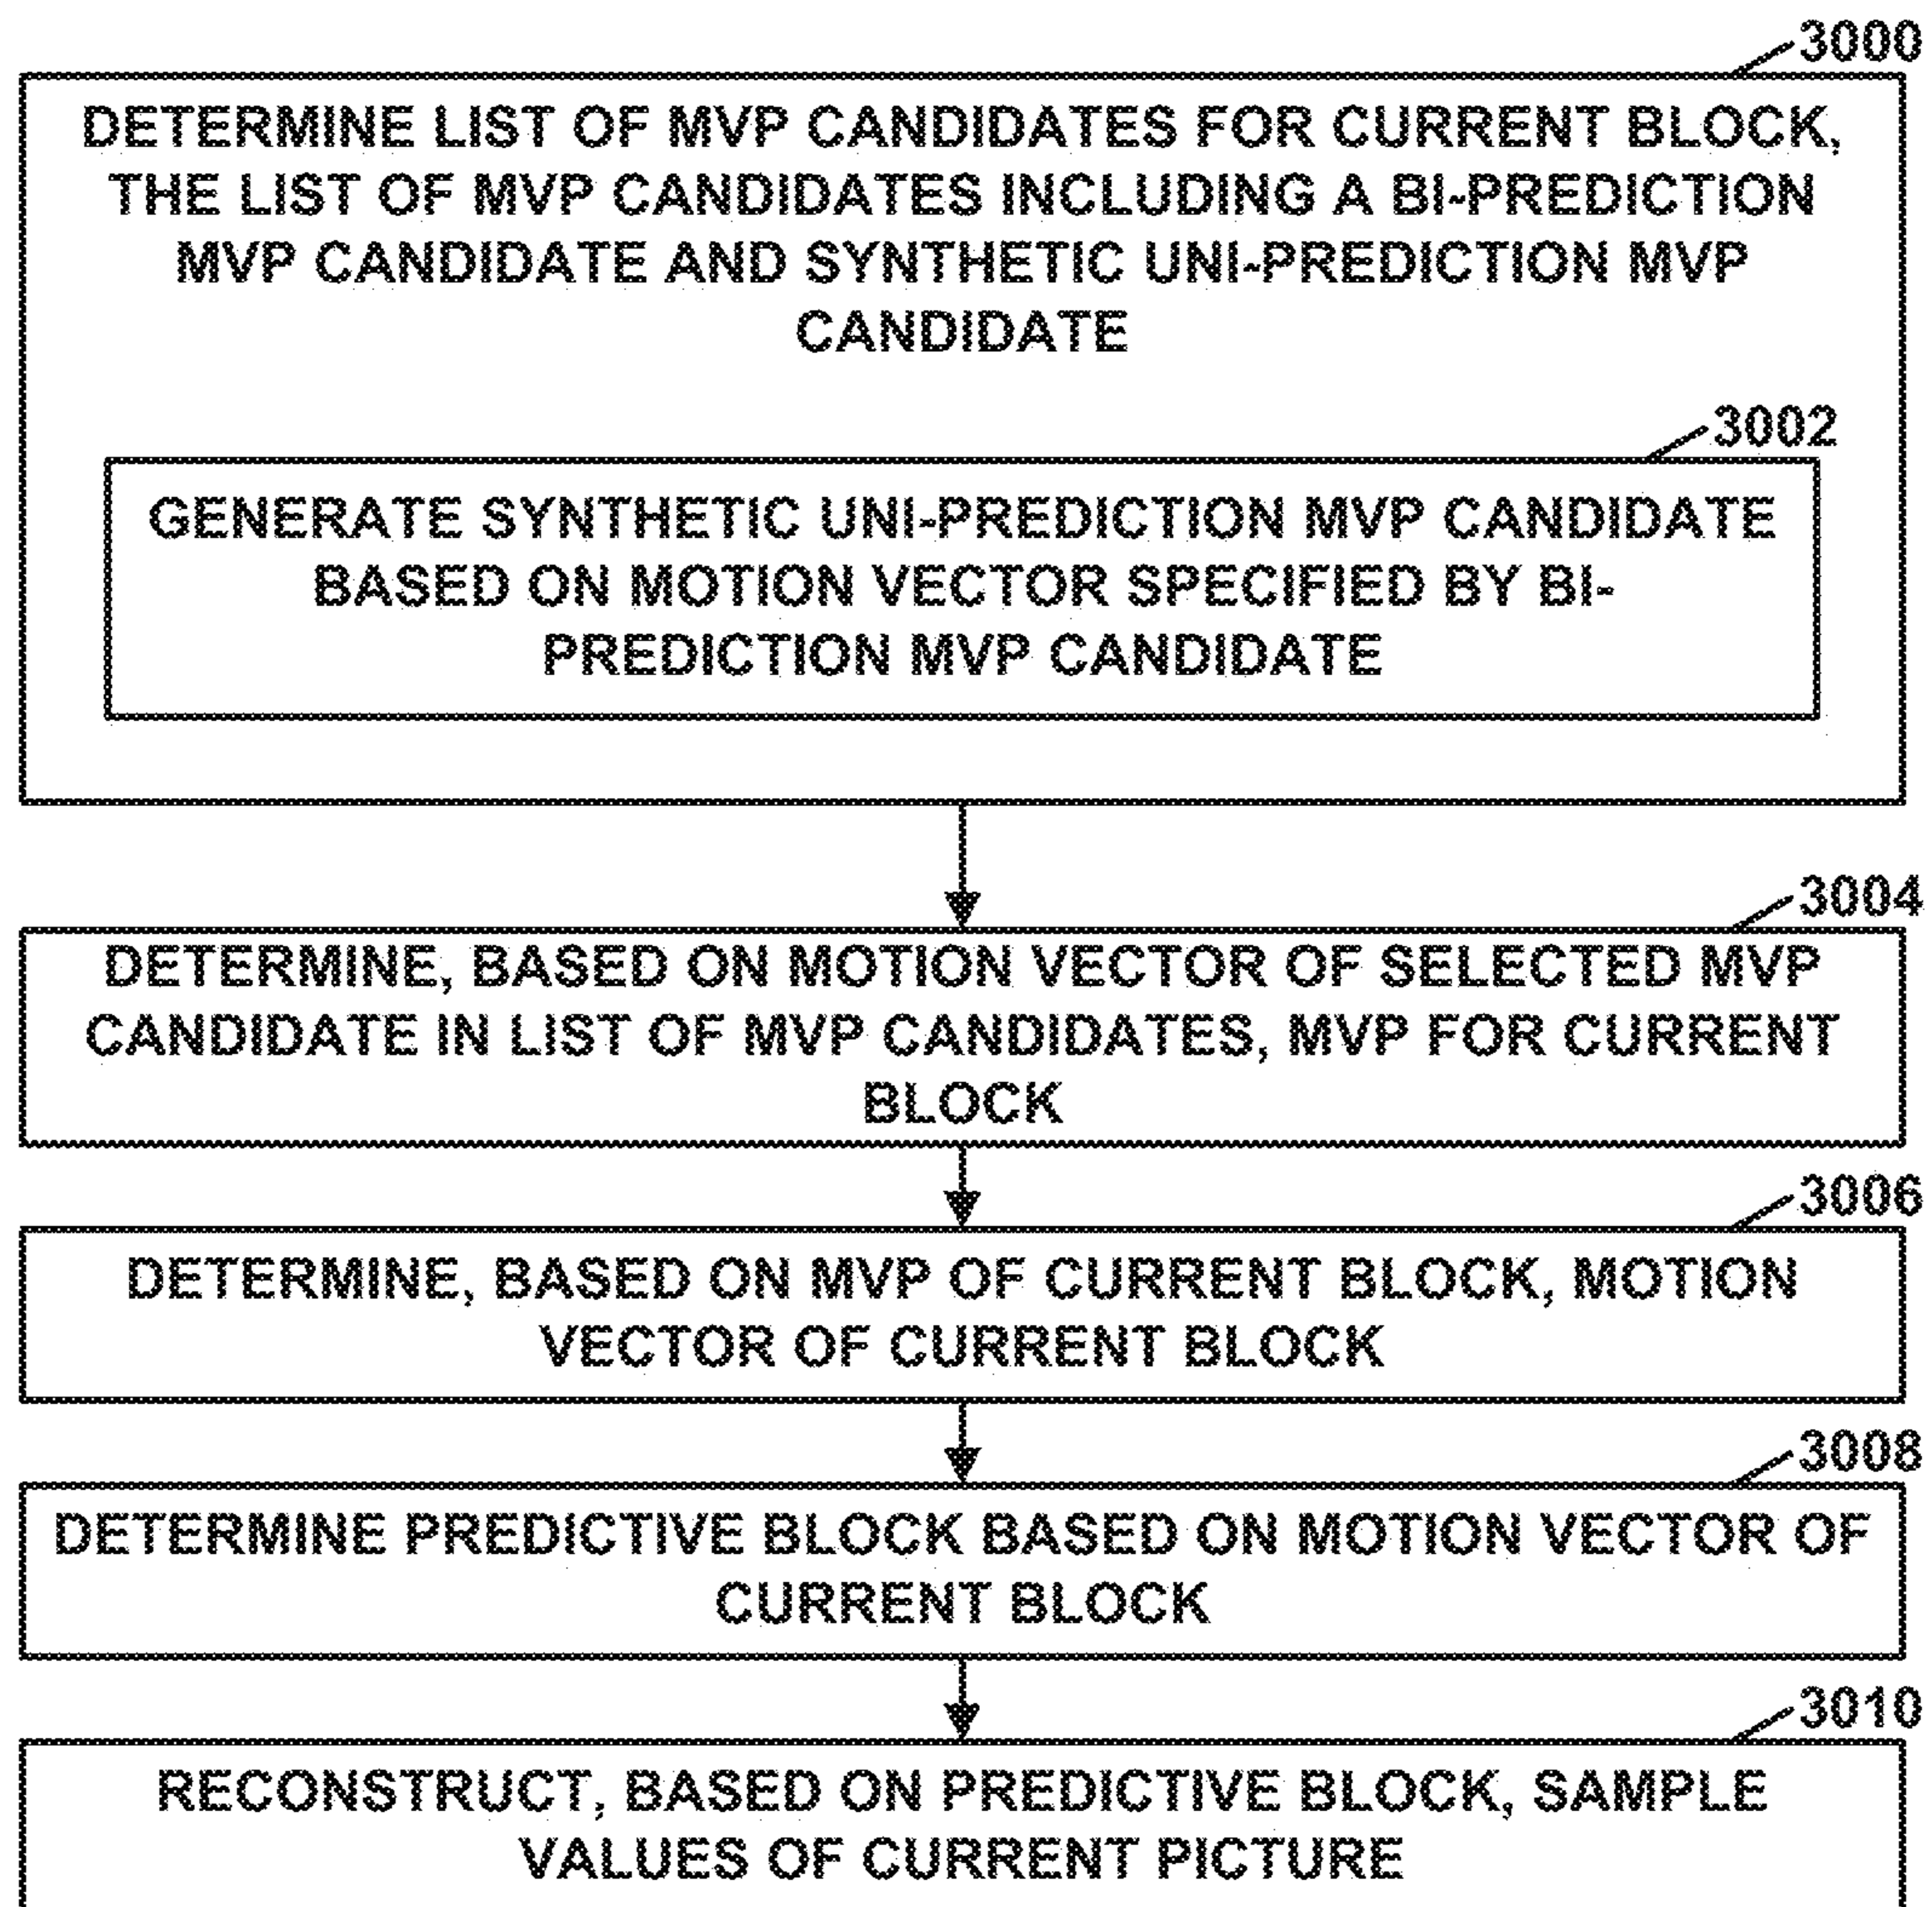 3000
DETERMINE LIST OF MVP CANDIDATES FOR CURRENT BLOCK,
THE LIST OF MVP CANDIDATES INCLUDING A BI-PREDICTION
MVP CANDIDATE AND SYNTHETIC UNI-PREDICTION MVP
CANDIDATE
3002
GENERATE SYNTHETIC UNI-PREDICTION MVP CANDIDATE
BASED ON MOTION VECTOR SPECIFIED BY BI-
PREDICTION MVP CANDIDATE
3004
DETERMINE, BASED ON MOTION VECTOR OF SELECTED MVP
CANDIDATE IN LIST OF MVP CANDIDATES, MVP FOR CURRENT
BLOCK
3006
DETERMINE, BASED ON MVP OF CURRENT BLOCK, MOTION
VECTOR OF CURRENT BLOCK
3008
DETERMINE PREDICTIVE BLOCK BASED ON MOTION VECTOR OF
CURRENT BLOCK
3010
RECONSTRUCT, BASED ON PREDICTIVE BLOCK, SAMPLE
VALUES OF CURRENT PICTURE